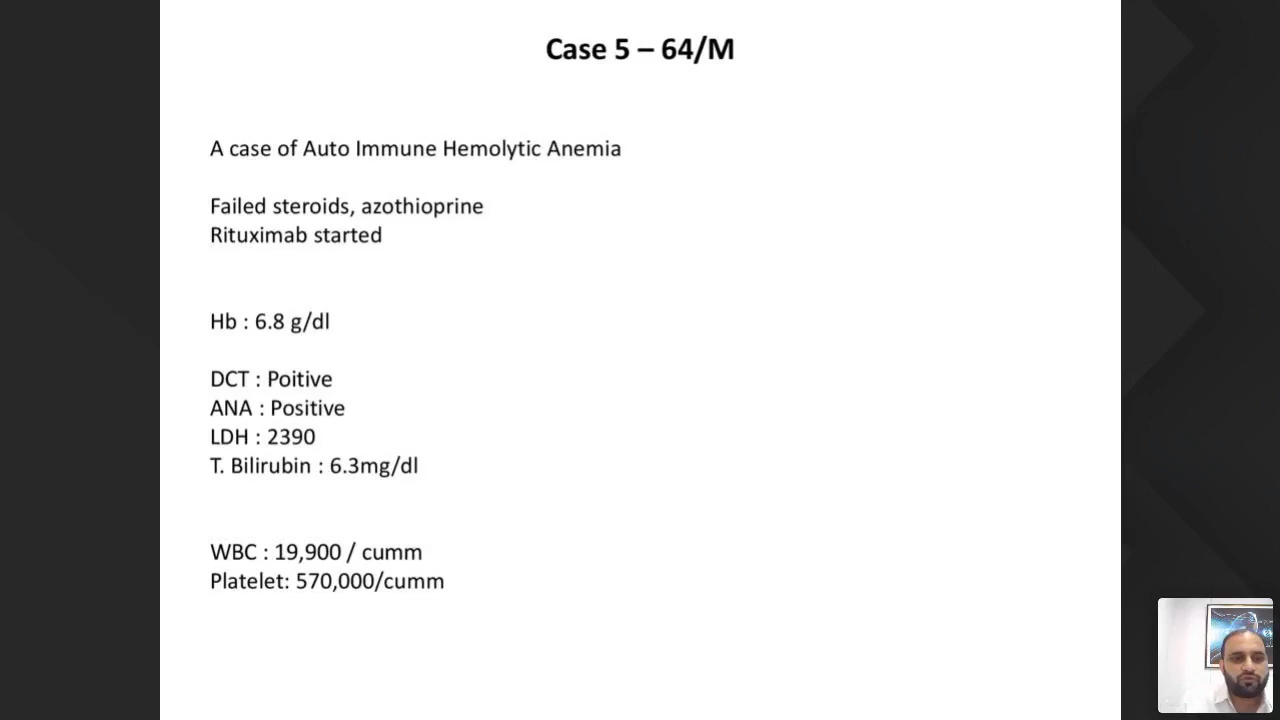 Case 5 – 64/M
A case of Auto Immune Hemolytic Anemia
Failed steroids, azothioprine
Rituximab started
Hb : 6.8 g/dl
DCT : Poitive
ANA : Positive
LDH : 2390
T. Bilirubin : 6.3mg/dl
WBC : 19,900 / cumm
Platelet: 570,000/cumm